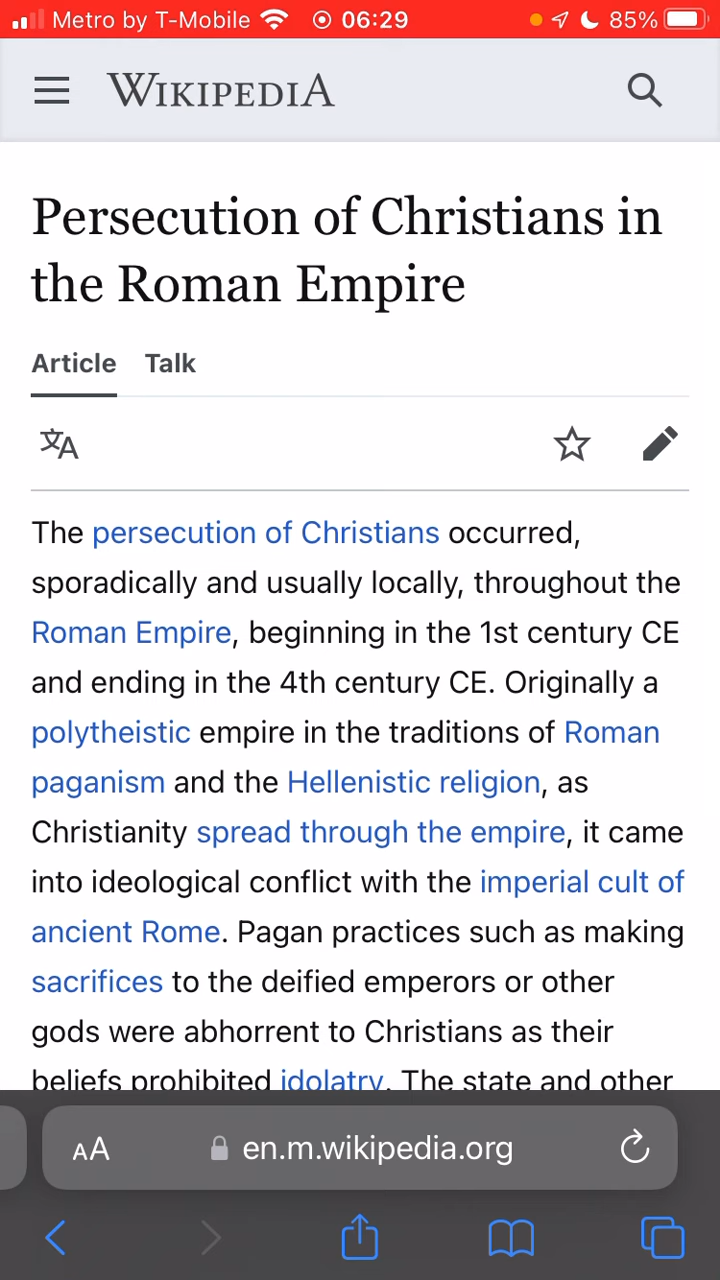 Metro by T-Mobile 06:29 85%
WIKIPEDIA
Persecution of Christians in
the Roman Empire
Article Talk
文A
The persecution of Christians occurred,
sporadically and usually locally, throughout the
Roman Empire, beginning in the 1st century CE
and ending in the 4th century CE. Originally a
polytheistic empire in the traditions of Roman
paganism and the Hellenistic religion, as
Christianity spread through the empire, it came
into ideological conflict with the imperial cult of
ancient Rome. Pagan practices such as making
sacrifices to the deified emperors or other
gods were abhorrent to Christians as their
beliefs prohibited idolatry. The state and other
AA en.m.wikipedia.org